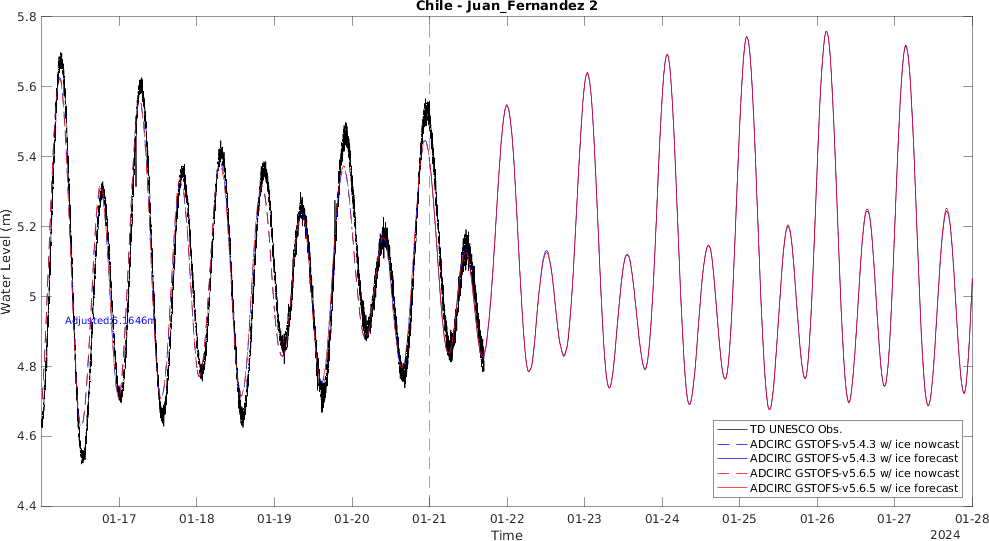 Chile - Juan_Fernandez 2
5.8
5.6
5.4
5.2
5
4.8
4.6
4.4
Water Level (m)
Adjusted:5.1646m
TD UNESCO Obs.
ADCIRC GSTOFS-v5.4.3 w/ ice nowcast
ADCIRC GSTOFS-v5.4.3 w/ ice forecast
ADCIRC GSTOFS-v5.6.5 w/ ice nowcast
ADCIRC GSTOFS-v5.6.5 w/ ice forecast
01-17 01-18 01-19 01-20 01-21 01-22 01-23 01-24 01-25 01-26 01-27 01-28
Time
2024